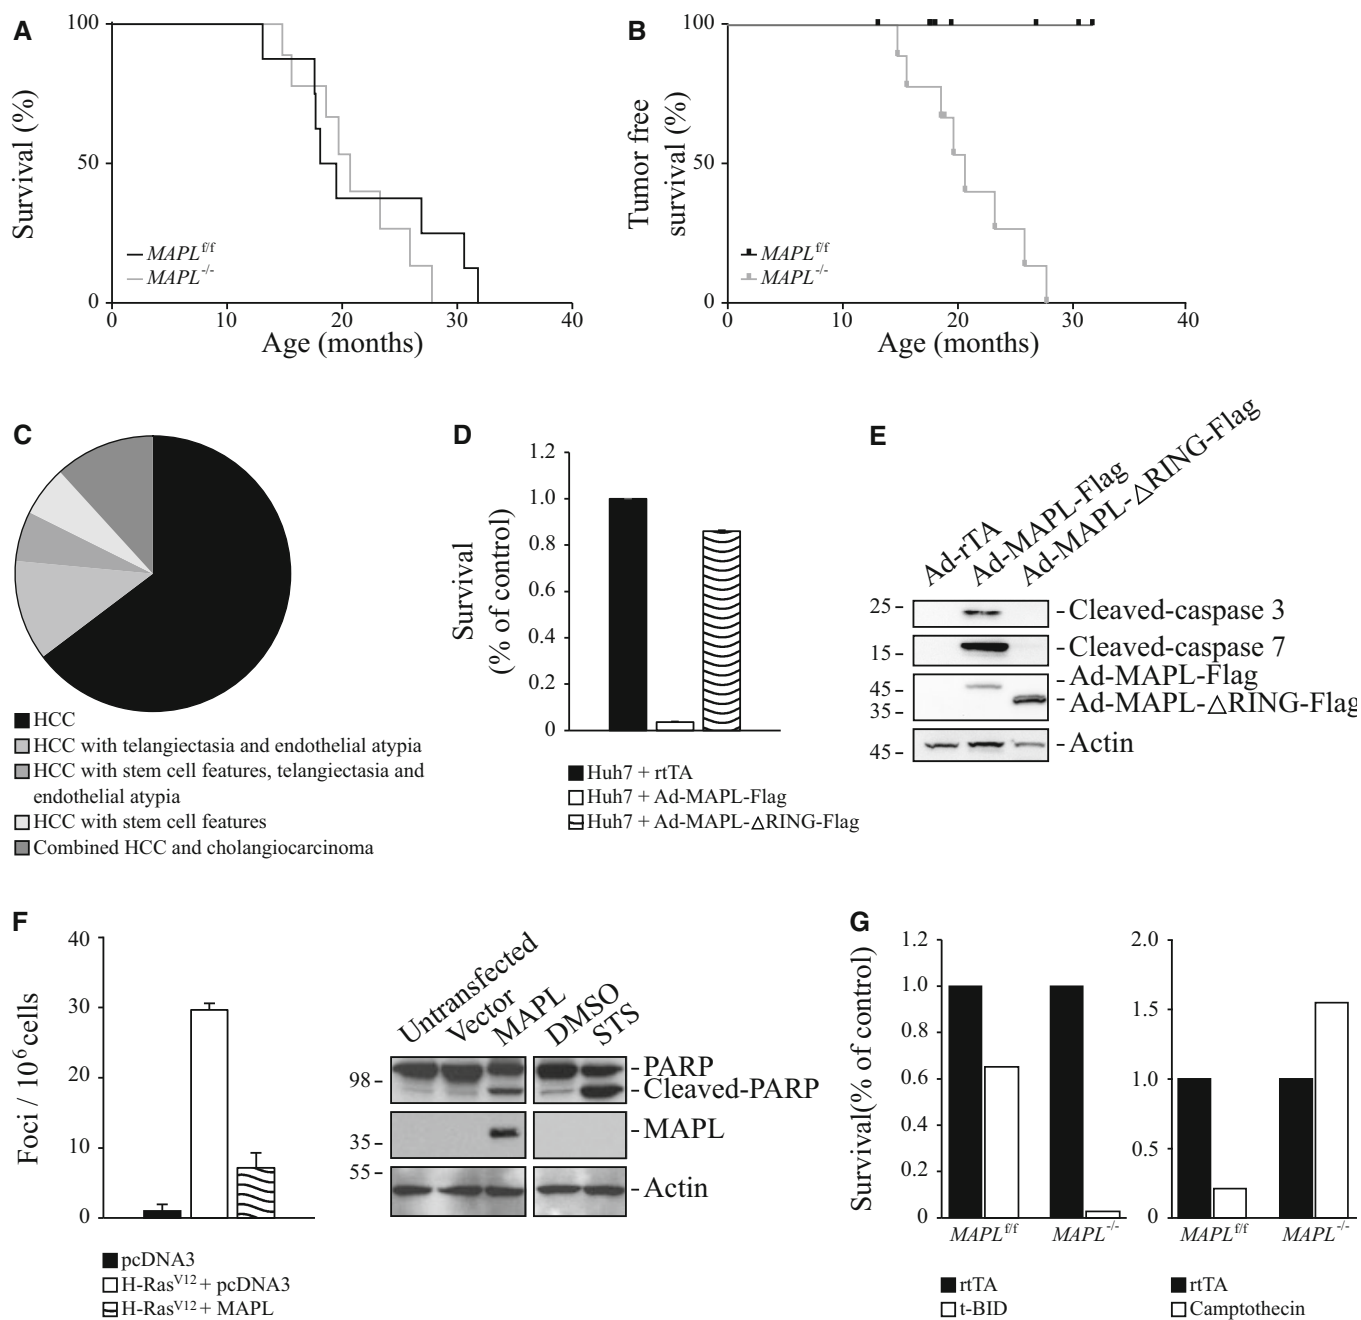 A
100
50
0
Survival (%)
MAPL^f/f
MAPL^-/-
0 10 20 30 40
Age (months)
B
100
50
0
Tumor free
survival (%)
MAPL^f/f
MAPL^-/-
0 10 20 30 40
Age (months)
C
HCC
HCC with telangiectasia and endothelial atypia
HCC with stem cell features, telangiectasia and
endothelial atypia
HCC with stem cell features
Combined HCC and cholangiocarcinoma
D
1.2
1.0
0.8
0.6
0.4
0.2
0
Survival
(% of control)
Huh7 + rtTA
Huh7 + Ad-MAPL-Flag
Huh7 + Ad-MAPL-△RING-Flag
E
Ad-rTA
Ad-MAPL-Flag
Ad-MAPL-△RING-Flag
25 - - Cleaved-caspase 3
15 - - Cleaved-caspase 7
- Ad-MAPL-Flag
45 -
35 - - Ad-MAPL-△RING-Flag
45 - - Actin
F
40
30
20
10
0
Foci / 10^6 cells
pcDNA3
H-Ras^V12 + pcDNA3
H-Ras^V12 + MAPL
Untransfected
Vector
MAPL
DMSO
STS
- PARP
98 - - Cleaved-PARP
- MAPL
35 -
55 -
- Actin
G
1.2
1.0
0.8
0.6
0.4
0.2
0
Survival(% of control)
MAPL^f/f MAPL^-/-
rtTA
t-BID
2.0
1.5
1.0
0.5
0
MAPL^f/f MAPL^-/-
rtTA
Camptothecin